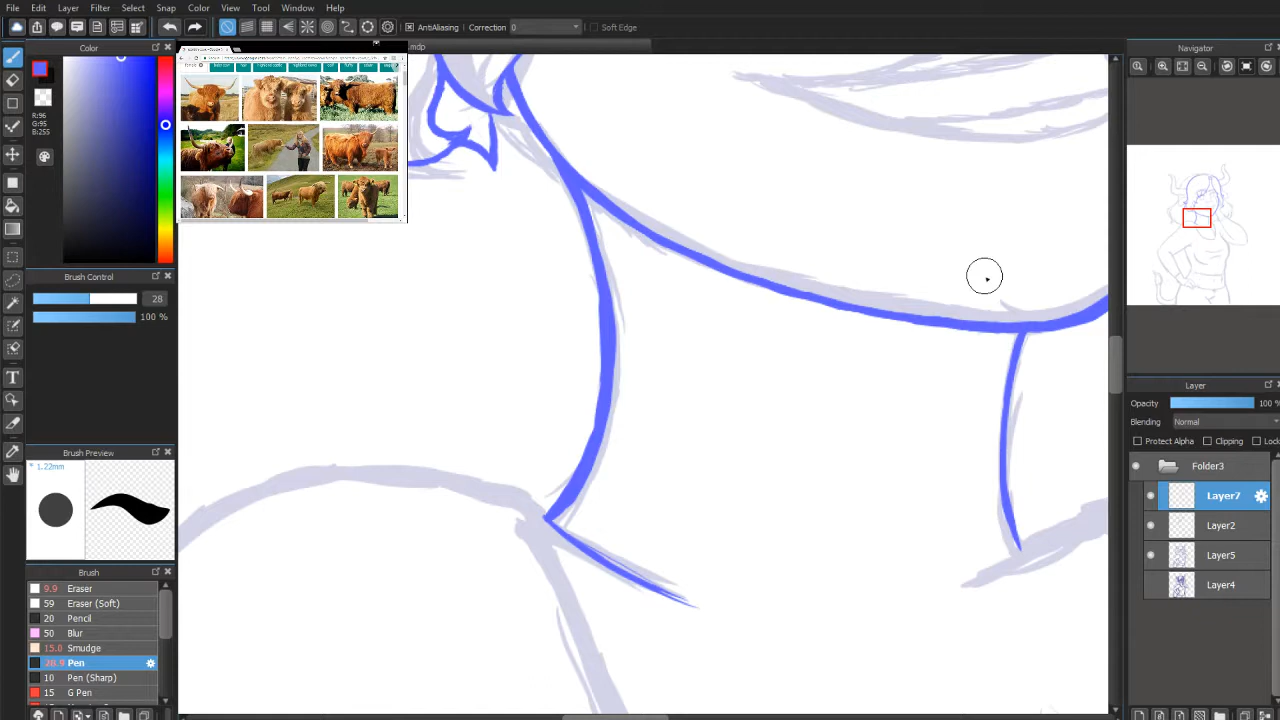 File Edit Layer Filter Select Snap Color View Tool Window Help
AntiAliasing Correction 0 Soft Edge
Color
.mdp
Navigator
R:96
G:96
B:255
Brush Control
28
100 %
Layer
Opacity 100 %
Blending Normal
Protect Alpha Clipping Lock
Brush Preview
1.22mm
Folder3
Layer7
Layer2
Layer5
Layer4
Brush
9.9 Eraser
59 Eraser (Soft)
20 Pencil
50 Blur
15.0 Smudge
28.9 Pen
10 Pen (Sharp)
15 G Pen